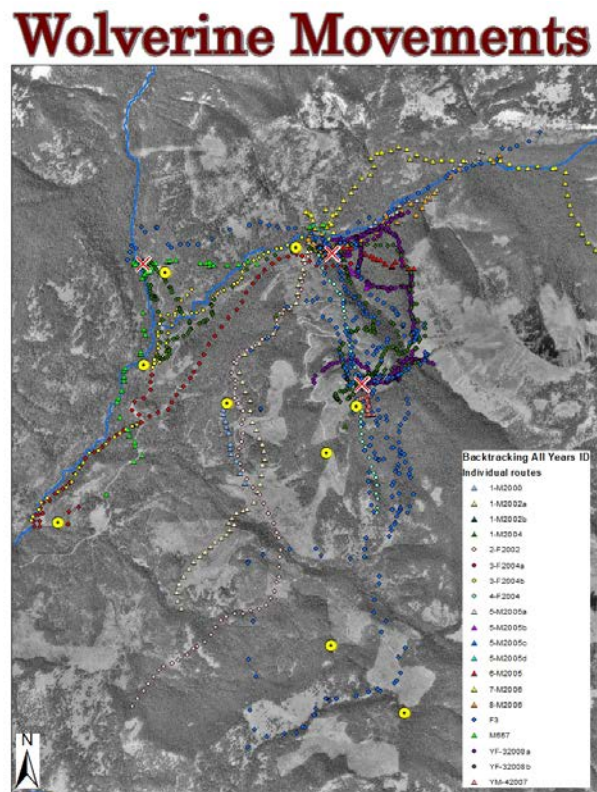 Wolverine Movements
Backtracking All Years ID
Individual routes
1-M2000
1-M2002a
1-M2002b
1-M2004
2-F2002
3-F2004a
3-F2004b
4-F2004
5-M2005a
5-M2005b
5-M2005c
5-M2005d
6-M2005
7-M2006
8-M2006
F3
M667
YF-32008a
YF-32008b
YM-42007
N